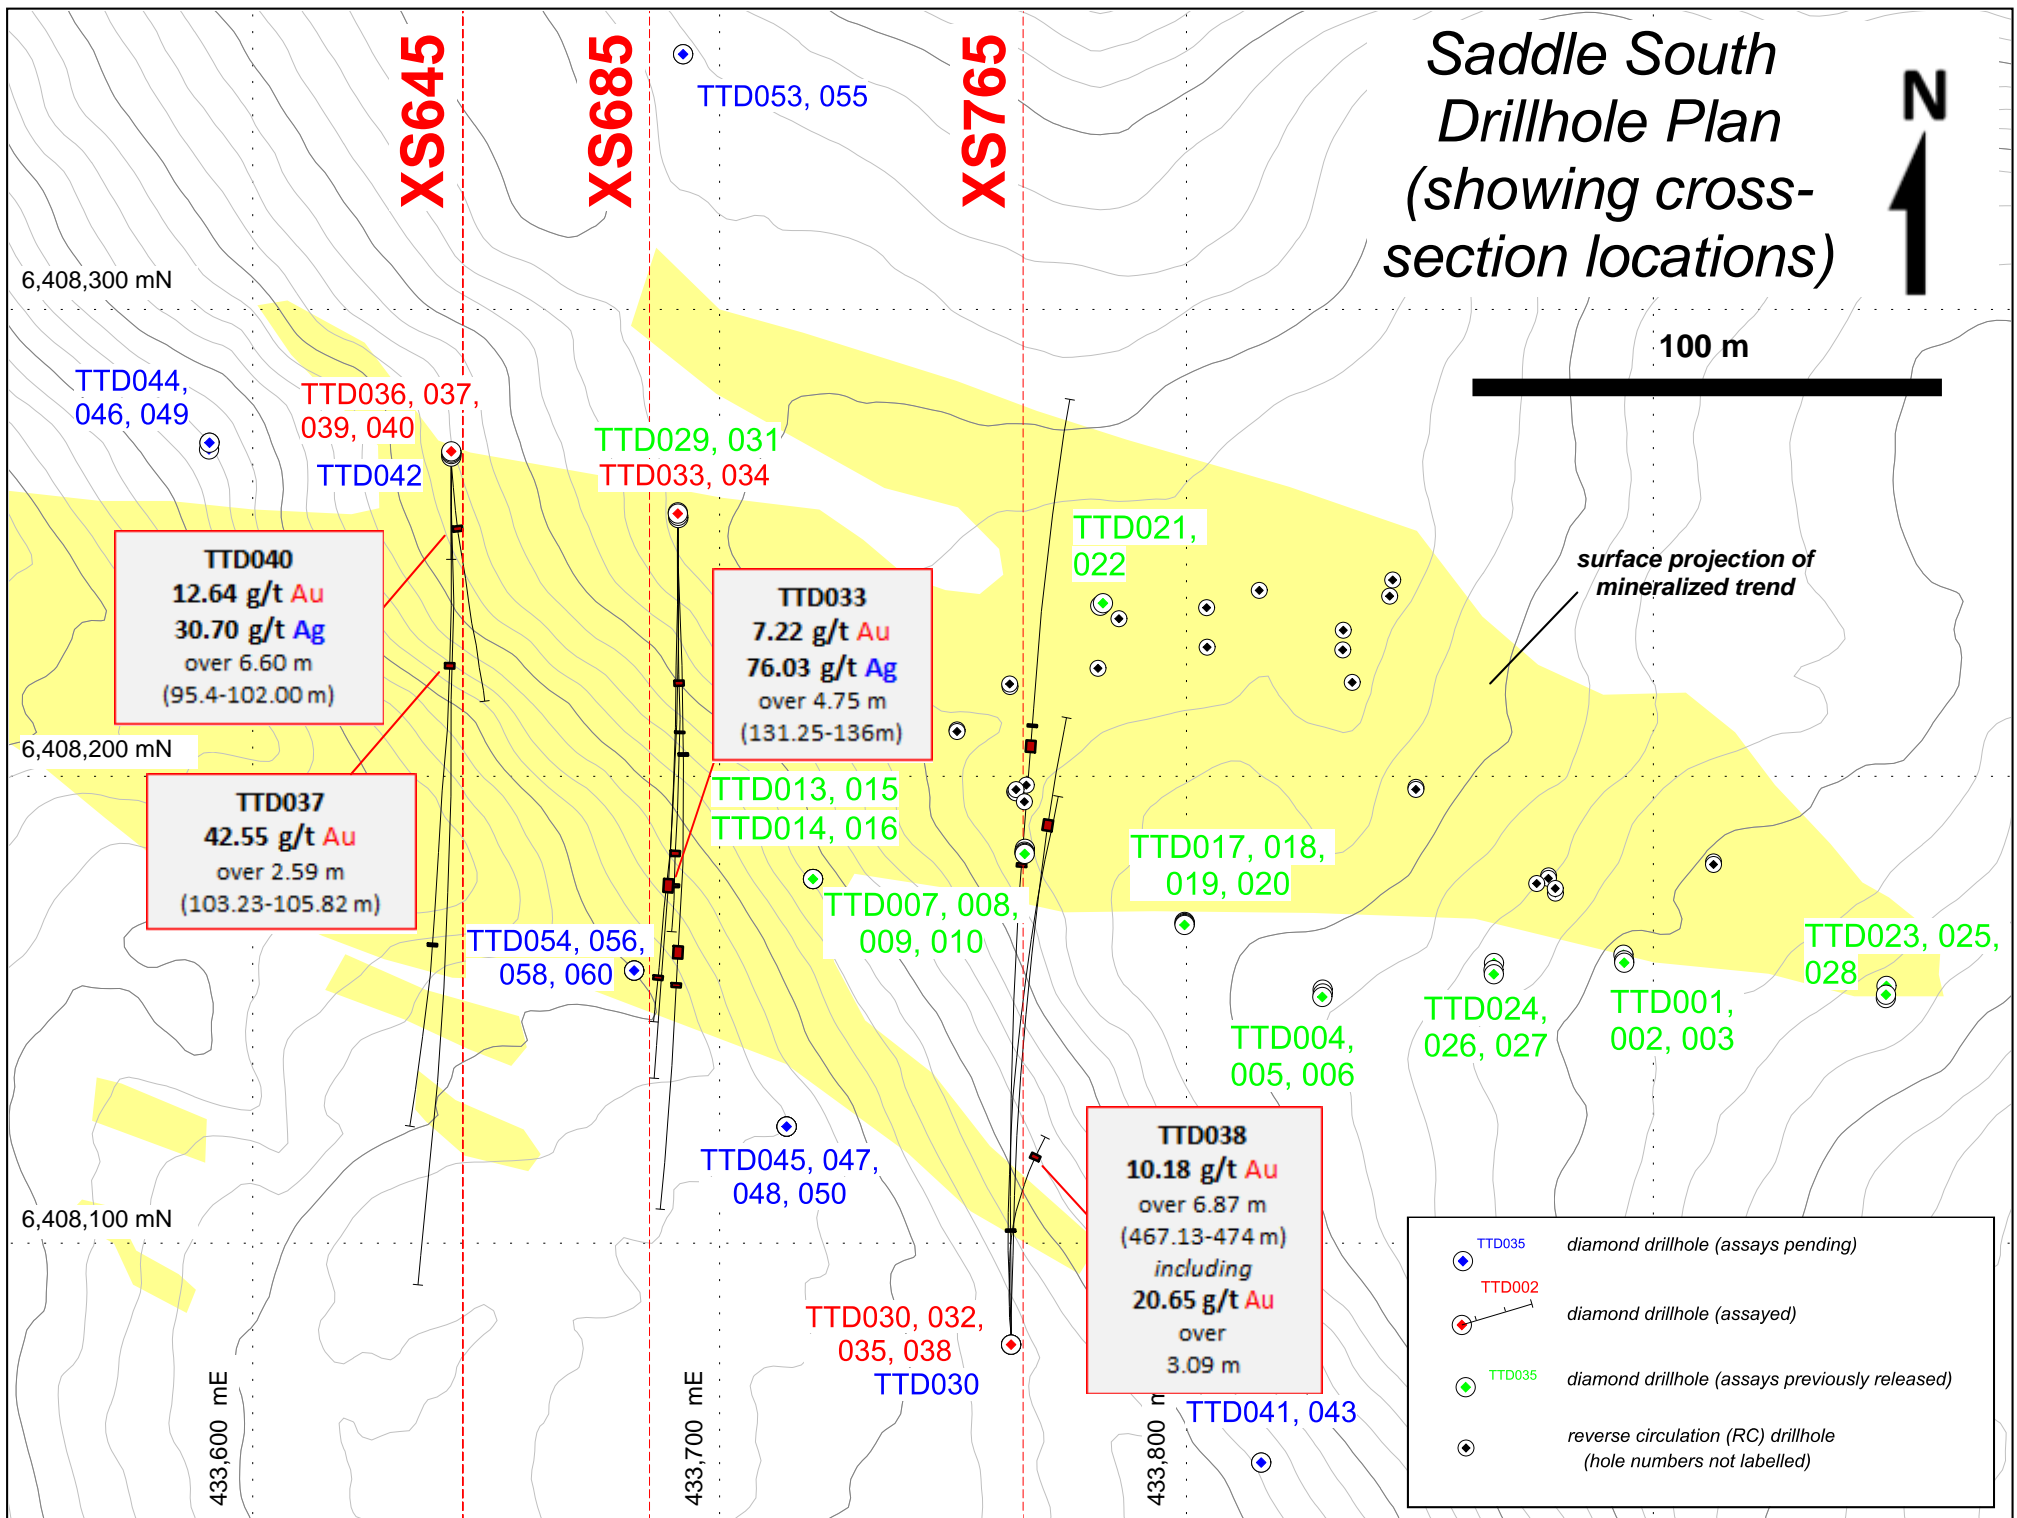 XS645
XS685
XS765
Saddle South
Drillhole Plan
(showing cross-
section locations)
N
TTD053, 055
6,408,300 mN
100 m
TTD044,
046, 049
TTD036, 037,
039, 040
TTD042
TTD029, 031
TTD033, 034
TTD021,
022
surface projection of
mineralized trend
TTD040
12.64 g/t Au
30.70 g/t Ag
over 6.60 m
(95.4-102.00 m)
TTD033
7.22 g/t Au
76.03 g/t Ag
over 4.75 m
(131.25-136m)
6,408,200 mN
TTD037
42.55 g/t Au
over 2.59 m
(103.23-105.82 m)
TTD013, 015
TTD014, 016
TTD017, 018,
019, 020
TTD007, 008,
009, 010
TTD054, 056,
058, 060
TTD023, 025,
028
TTD024,
026, 027
TTD001,
002, 003
TTD004,
005, 006
TTD045, 047,
048, 050
TTD038
10.18 g/t Au
over 6.87 m
(467.13-474 m)
including
20.65 g/t Au
over
3.09 m
6,408,100 mN
TTD030, 032,
035, 038
TTD030
TTD041, 043
433,600 mE
433,700 mE
433,800 m
TTD035
diamond drillhole (assays pending)
TTD002
diamond drillhole (assayed)
TTD035
diamond drillhole (assays previously released)
reverse circulation (RC) drillhole
(hole numbers not labelled)